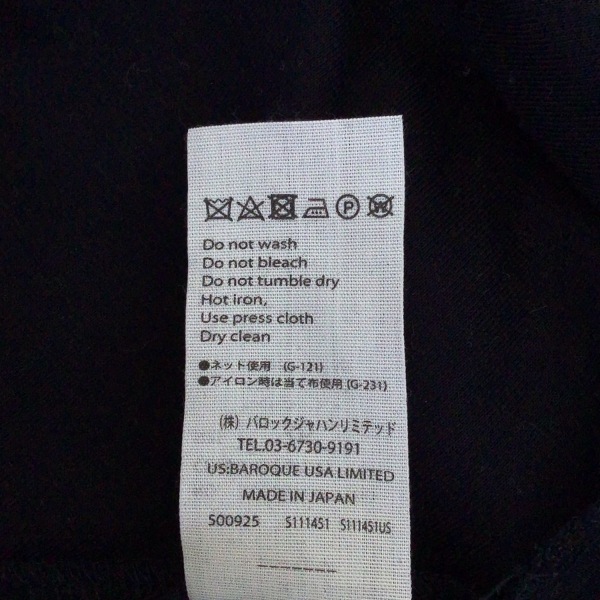 Do not wash
Do not bleach
Do not tumble dry
Hot iron,
Use press cloth
Dry clean
●ネット使用 (G-121)
●アイロン時は当て布使用 (G-231)
(株) バロックジャパンリミテッド
TEL.03-6730-9191
US:BAROQUE USA LIMITED
MADE IN JAPAN
500925 S111451 S111451US